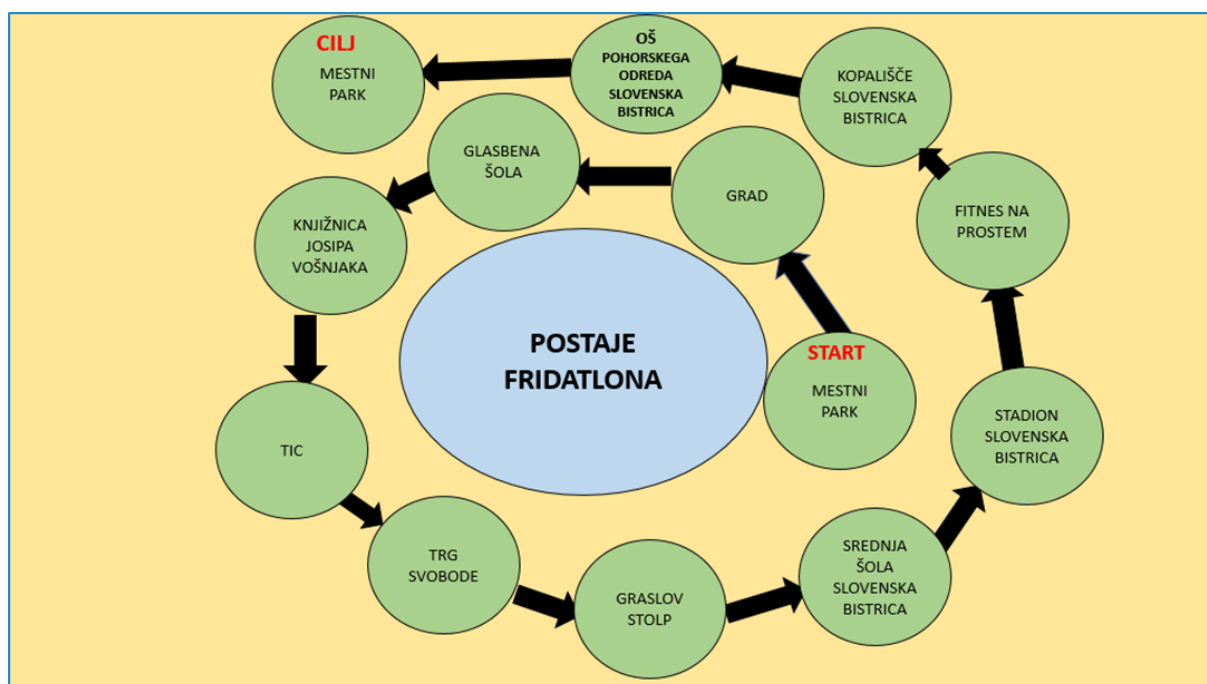 POSTAJE
FRIDATLONA
START
MESTNI
PARK
GRAD
GLASBENA
ŠOLA
KNJIŽNICA
JOSIPA
VOŠNJAKA
TIC
TRG
SVOBODE
GRASLOV
STOLP
SREDNJA
ŠOLA
SLOVENSKA
BISTRICA
STADION
SLOVENSKA
BISTRICA
FITNES NA
PROSTEM
KOPALIŠČE
SLOVENSKA
BISTRICA
OŠ
POHORSKEGA
ODREDA
SLOVENSKA
BISTRICA
CILJ
MESTNI
PARK